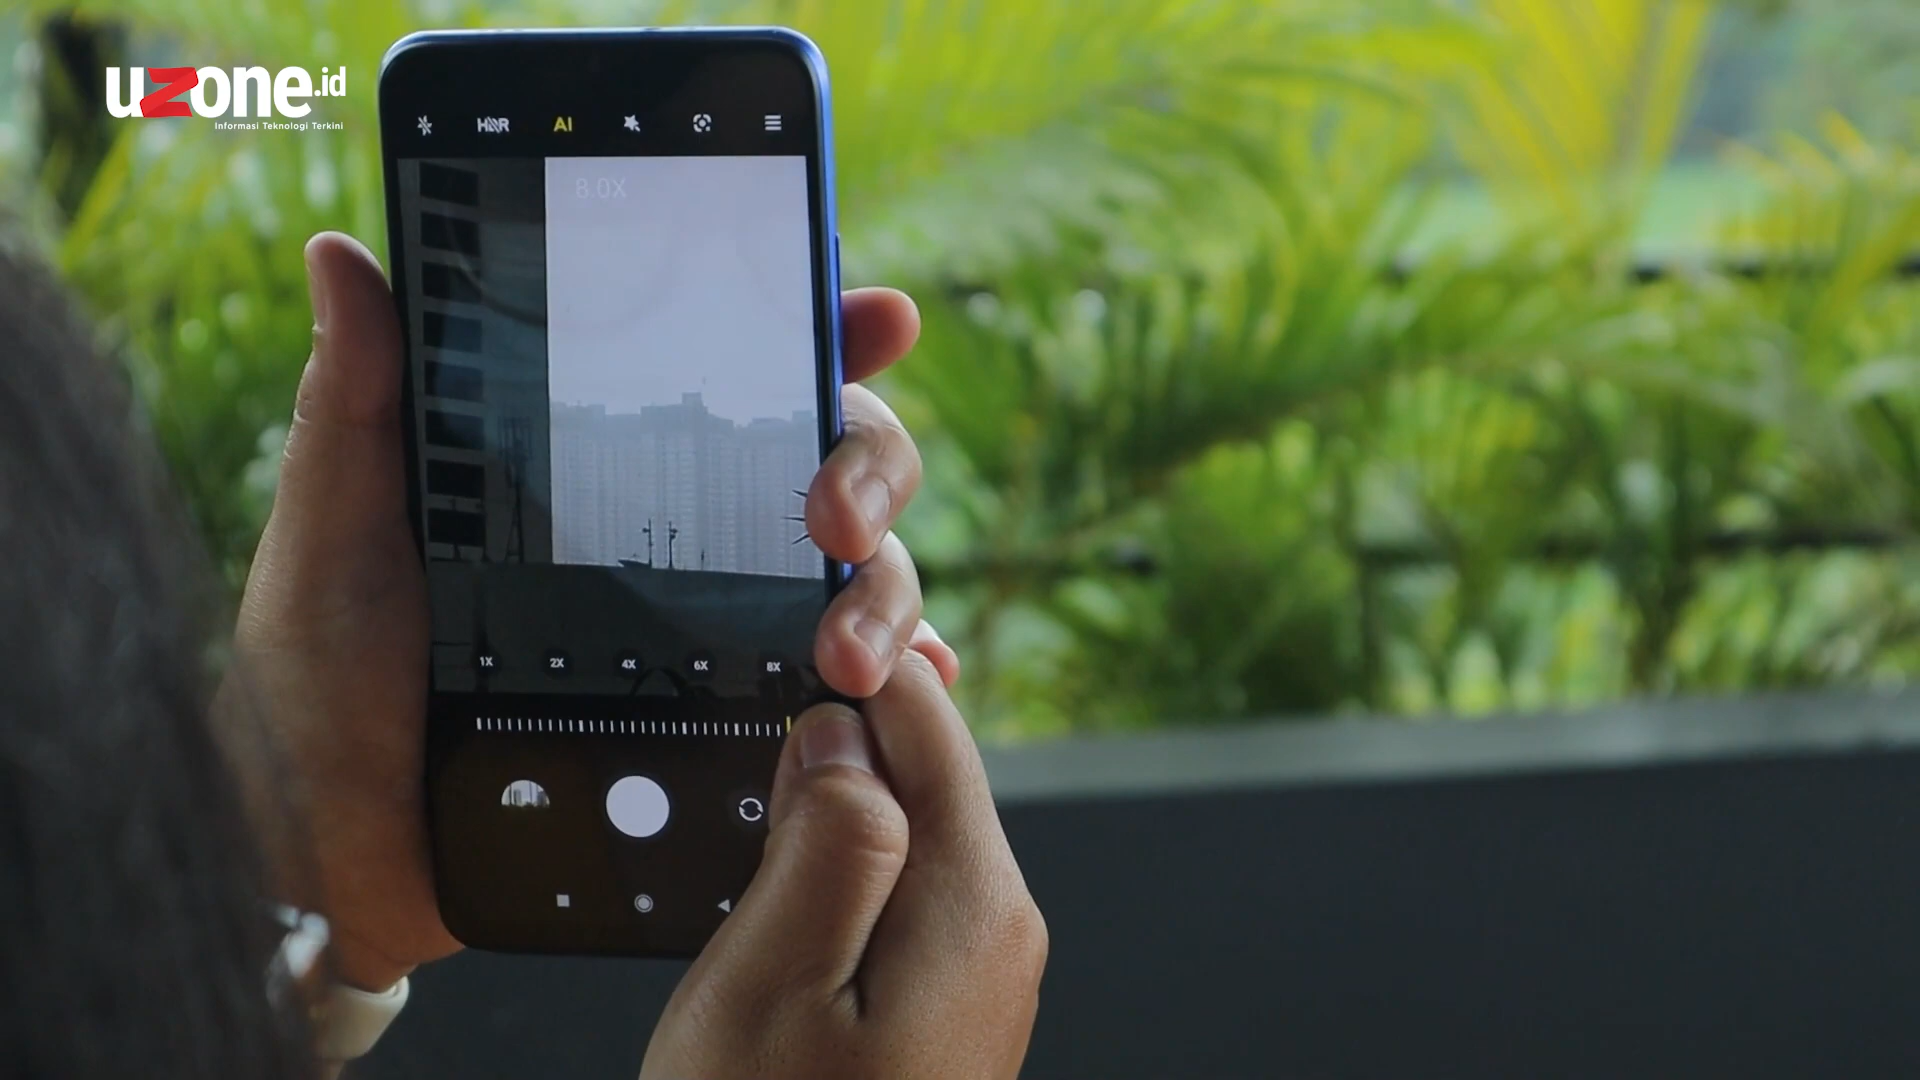 uzone.id
Informasi Teknologi Terkini
HDR AI
8.0X
1X 2X 4X 6X 8X